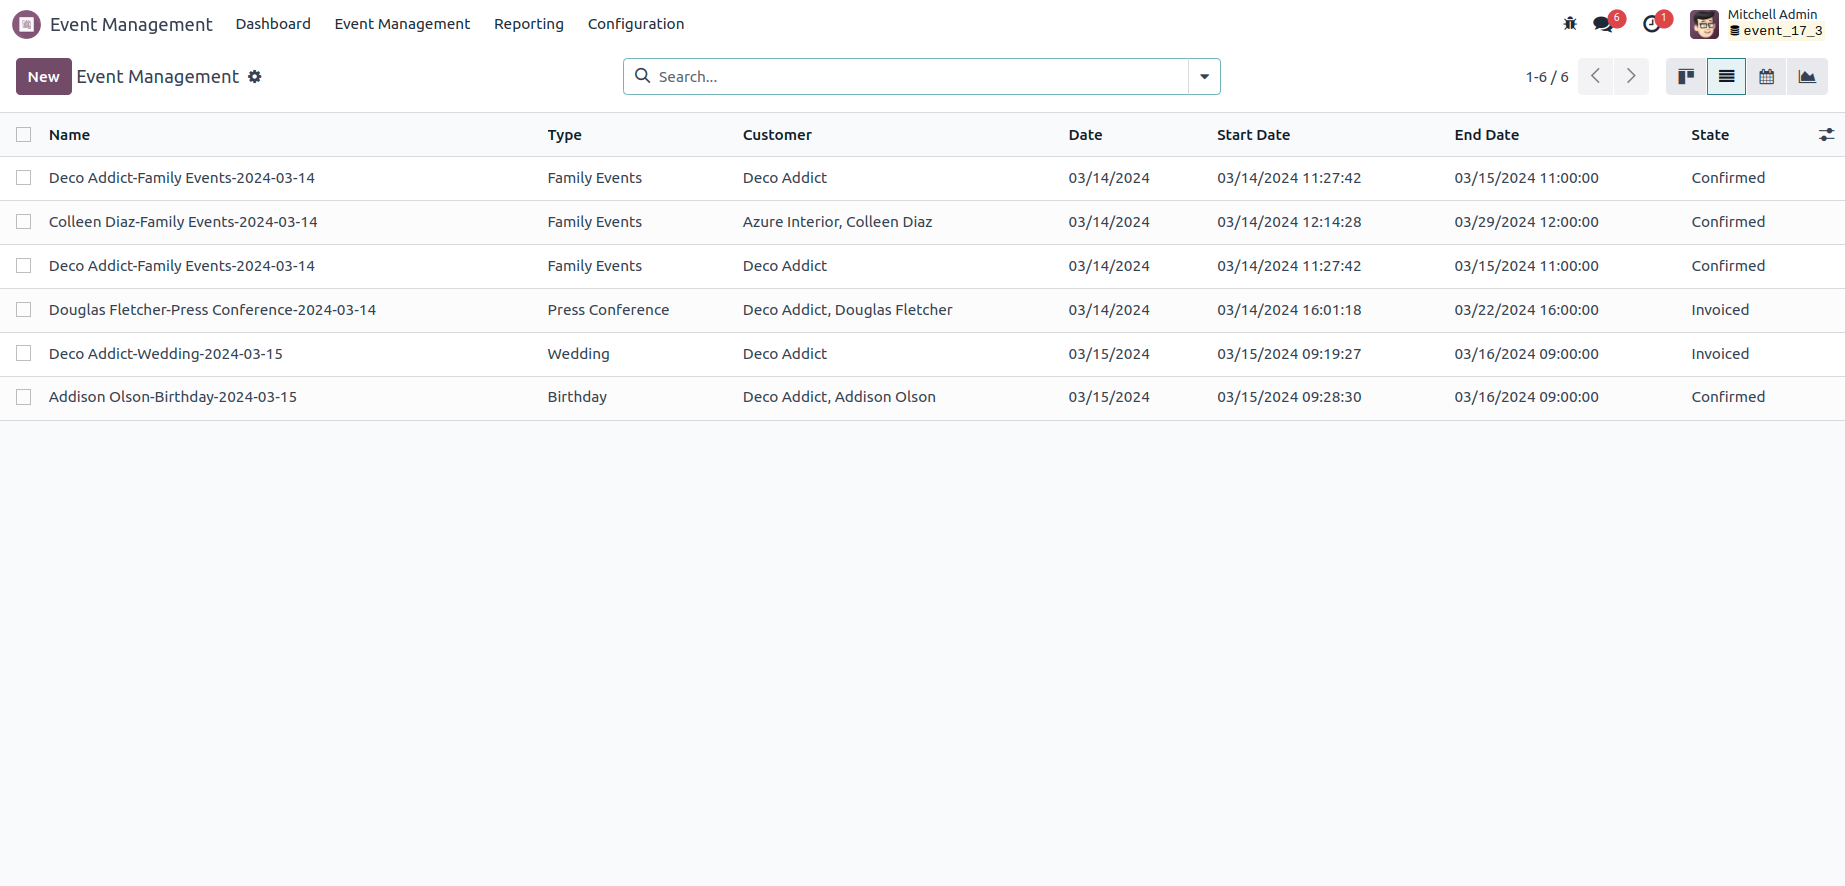 Event Management Dashboard Event Management Reporting Configuration 6 1 Mitchell Admin
event_17_3
New Event Management Search... 1-6 / 6
Name Type Customer Date Start Date End Date State
Deco Addict-Family Events-2024-03-14 Family Events Deco Addict 03/14/2024 03/14/2024 11:27:42 03/15/2024 11:00:00 Confirmed
Colleen Diaz-Family Events-2024-03-14 Family Events Azure Interior, Colleen Diaz 03/14/2024 03/14/2024 12:14:28 03/29/2024 12:00:00 Confirmed
Deco Addict-Family Events-2024-03-14 Family Events Deco Addict 03/14/2024 03/14/2024 11:27:42 03/15/2024 11:00:00 Confirmed
Douglas Fletcher-Press Conference-2024-03-14 Press Conference Deco Addict, Douglas Fletcher 03/14/2024 03/14/2024 16:01:18 03/22/2024 16:00:00 Invoiced
Deco Addict-Wedding-2024-03-15 Wedding Deco Addict 03/15/2024 03/15/2024 09:19:27 03/16/2024 09:00:00 Invoiced
Addison Olson-Birthday-2024-03-15 Birthday Deco Addict, Addison Olson 03/15/2024 03/15/2024 09:28:30 03/16/2024 09:00:00 Confirmed